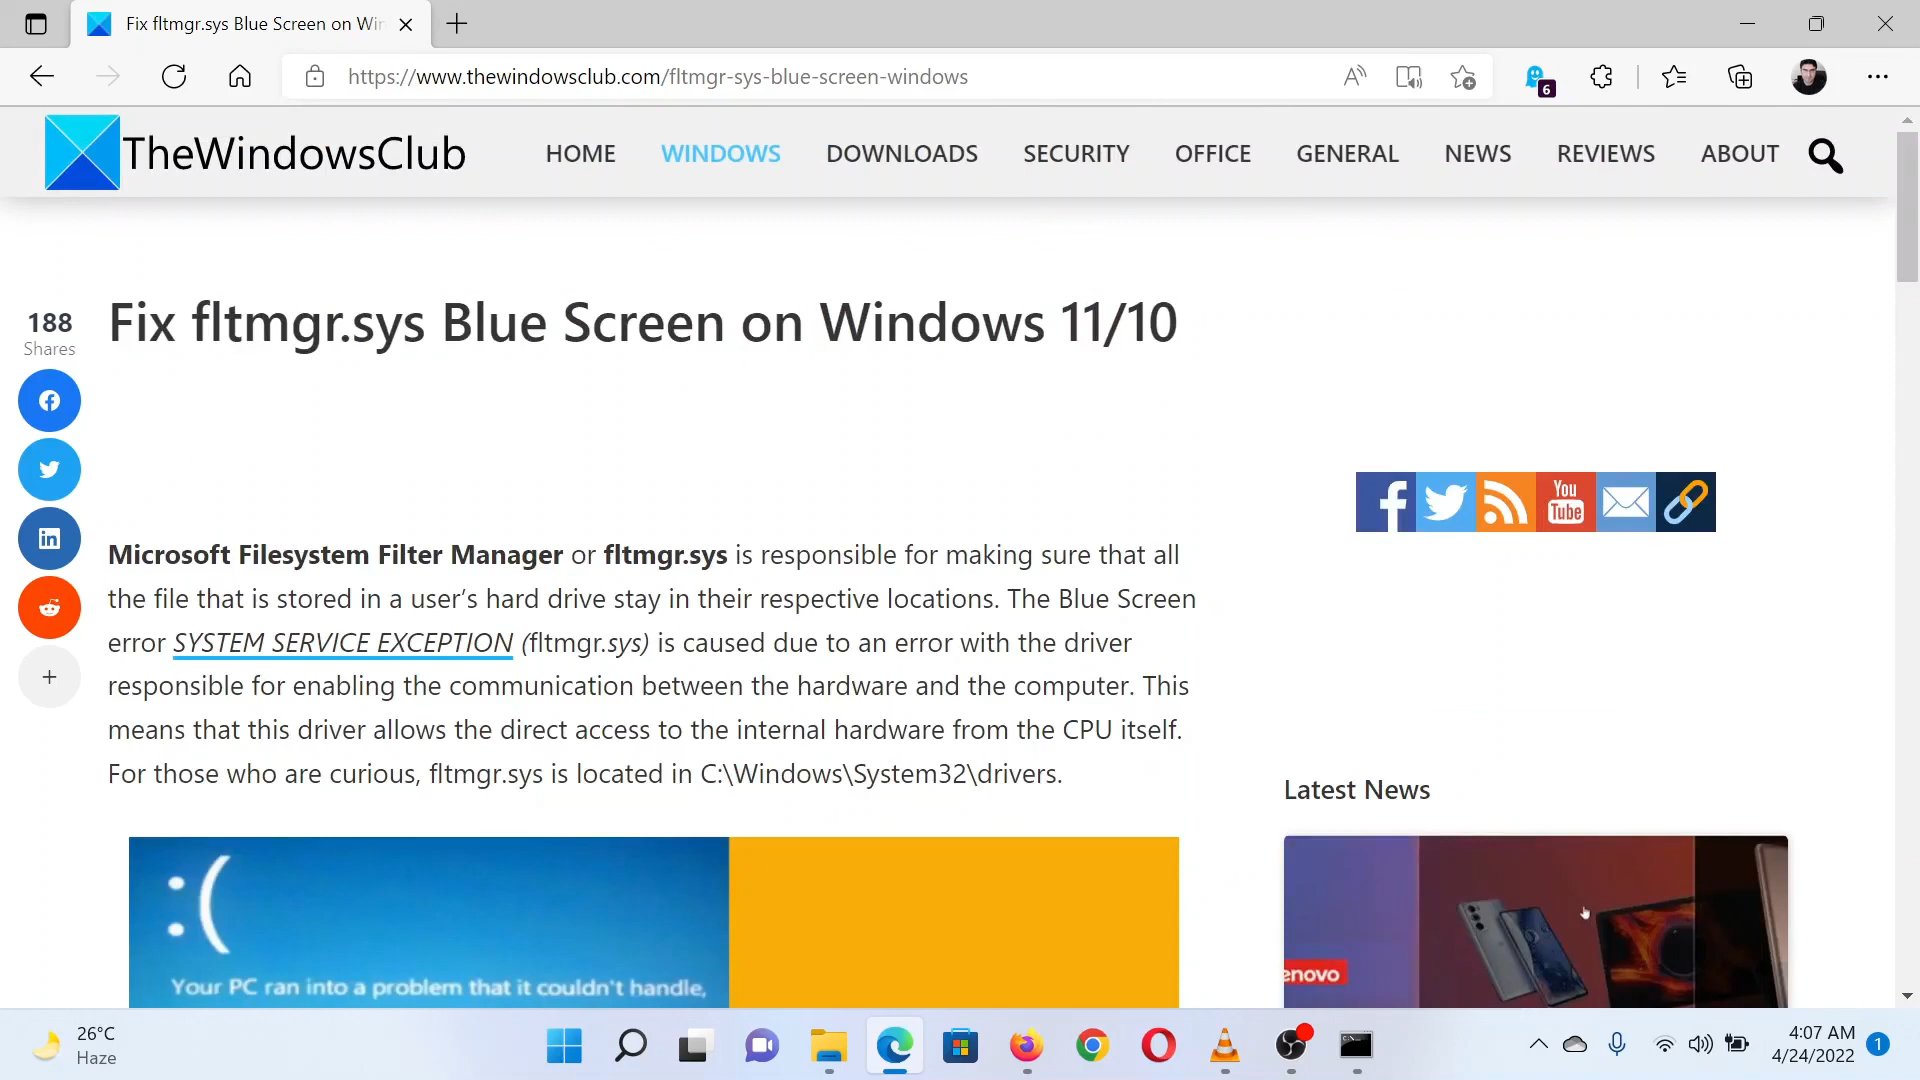 Fix fltmgr.sys Blue Screen on Wir
https://www.thewindowsclub.com/fltmgr-sys-blue-screen-windows
6
TheWindowsClub
HOME
WINDOWS
DOWNLOADS
SECURITY
OFFICE
GENERAL
NEWS
REVIEWS
ABOUT
188
Shares
Fix fltmgr.sys Blue Screen on Windows 11/10
You
Tube
Microsoft Filesystem Filter Manager or fltmgr.sys is responsible for making sure that all
the file that is stored in a user’s hard drive stay in their respective locations. The Blue Screen
error SYSTEM SERVICE EXCEPTION (fltmgr.sys) is caused due to an error with the driver
responsible for enabling the communication between the hardware and the computer. This
means that this driver allows the direct access to the internal hardware from the CPU itself.
For those who are curious, fltmgr.sys is located in C:\Windows\System32\drivers.
:(
Your PC ran into a problem that it couldn't handle,
Latest News
enovo
26°C
Haze
4:07 AM
4/24/2022
1